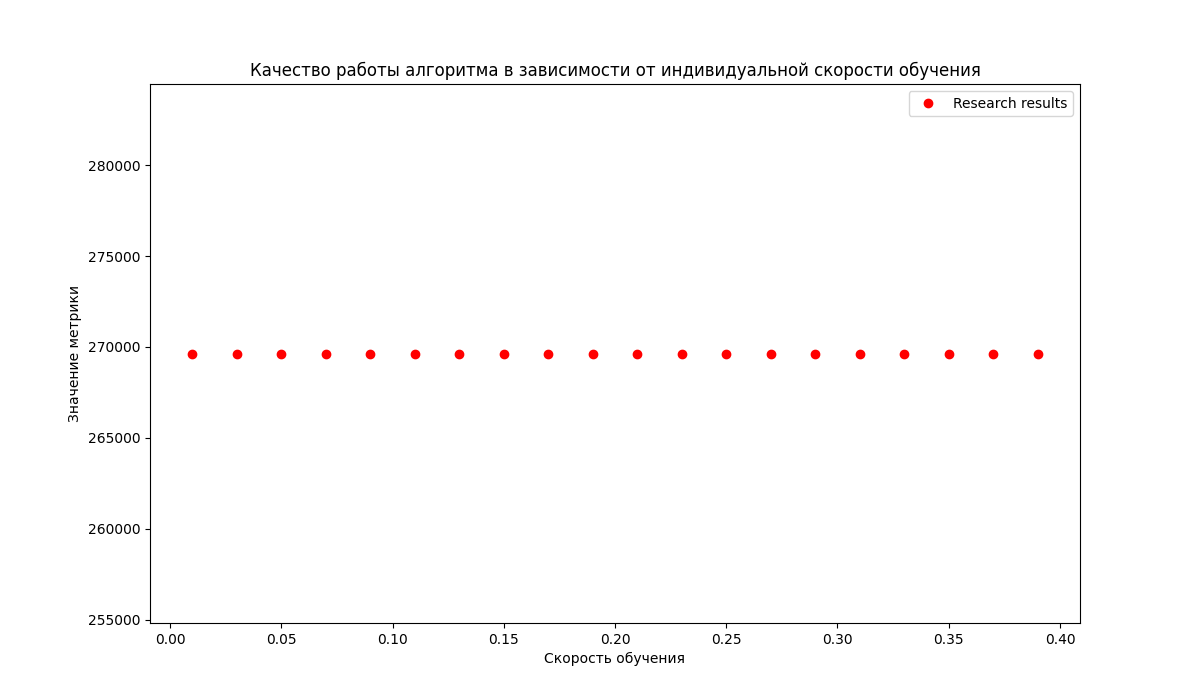 Качество работы алгоритма в зависимости от индивидуальной скорости обучения
Research results
280000
275000
270000
265000
260000
255000
Значение метрики
0.00 0.05 0.10 0.15 0.20 0.25 0.30 0.35 0.40
Скорость обучения